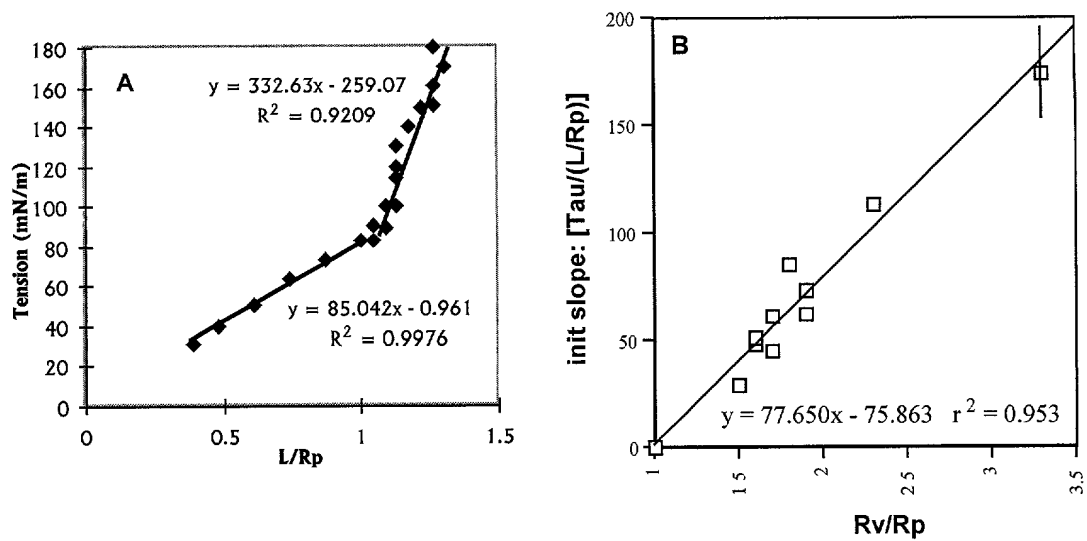 A
y = 332.63x - 259.07
R² = 0.9209
y = 85.042x - 0.961
R² = 0.9976
Tension (mN/m)
180
160
140
120
100
80
60
40
20
0
0 0.5 1 1.5
L/Rp
B
init slope: [Tau/(L/Rp)]
200
150
100
50
0
y = 77.650x - 75.863 r² = 0.953
1 1 5 2 2.5 3 3.5
Rv/Rp